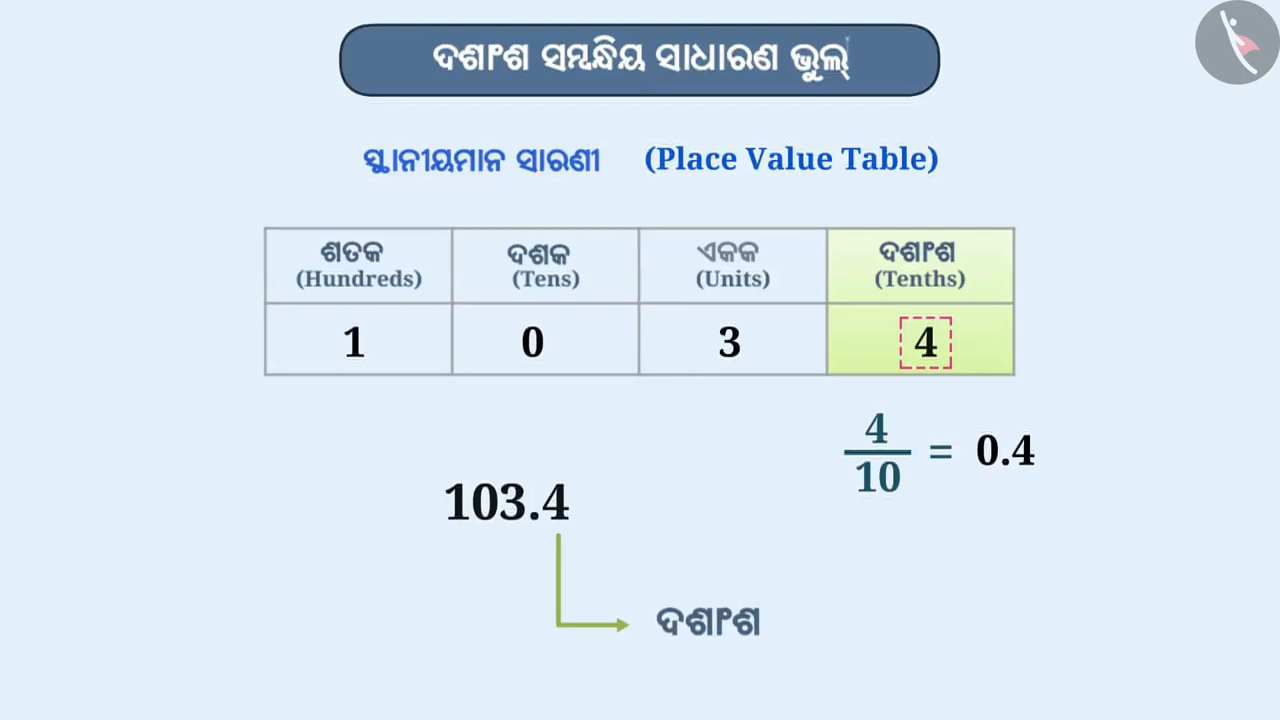 ଦଶାଂଶ ସମ୍ବନ୍ଧିୟ ସାଧାରଣ ଭୁଲ୍
ସ୍ଥାନୀୟମାନ ସାରଣୀ (Place Value Table)
ଶତକ ଦଶକ ଏକକ ଦଶାଂଶ
(Hundreds) (Tens) (Units) (Tenths)
1 0 3 4
4
10
= 0.4
103.4
ଦଶାଂଶ